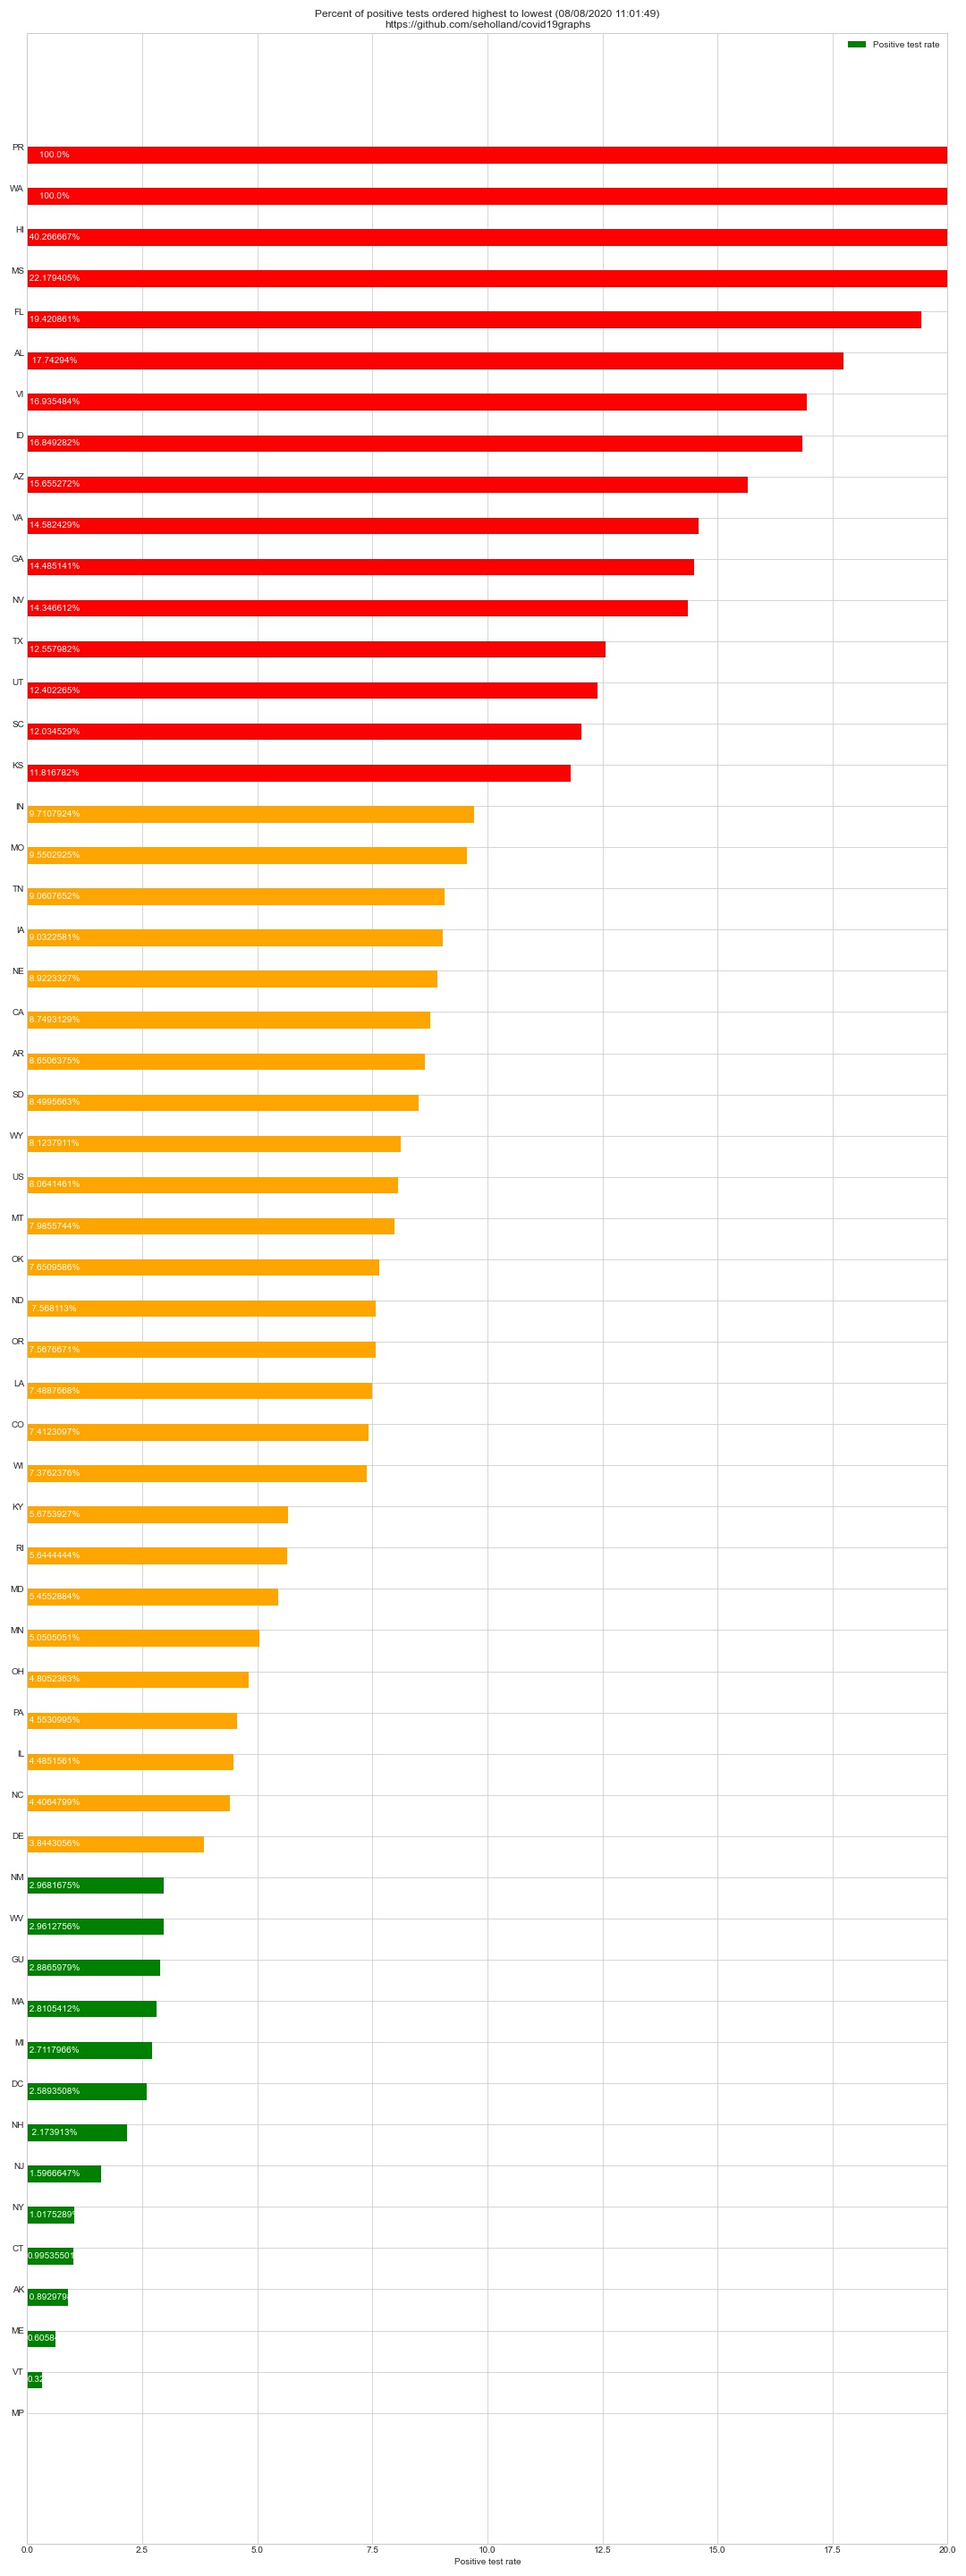 Percent of positive tests ordered highest to lowest (08/08/2020 11:01:49)
https://github.com/seholland/covid19graphs
Positive test rate
PR 100.0%
WA 100.0%
HI 40.266667%
MS 22.179405%
FL 19.420861%
AL 17.74294%
VI 16.935484%
ID 16.849282%
AZ 15.655272%
VA 14.582429%
GA 14.485141%
NV 14.346612%
TX 12.557982%
UT 12.402265%
SC 12.034529%
KS 11.816782%
IN 9.7107924%
MO 9.5502925%
TN 9.0607652%
IA 9.0322581%
NE 8.9223327%
CA 8.7493129%
AR 8.6506375%
SD 8.4995663%
WY 8.1237911%
US 8.0641461%
MT 7.9855744%
OK 7.6509586%
ND 7.568113%
OR 7.5676671%
LA 7.4887668%
CO 7.4123097%
WI 7.3762376%
KY 5.6753927%
RI 5.6444444%
MD 5.4552884%
MN 5.0505051%
OH 4.8052363%
PA 4.5530995%
IL 4.4851561%
NC 4.4064799%
DE 3.8443056%
NM 2.9681675%
WV 2.9612756%
GU 2.8865979%
MA 2.8105412%
MI 2.7117966%
DC 2.5893508%
NH 2.173913%
NJ 1.5966647%
NY 1.0175289%
CT 0.99535501
AK 0.892979
ME 0.6058
VT 0.32
MP
0.0 2.5 5.0 7.5 10.0 12.5 15.0 17.5 20.0
Positive test rate